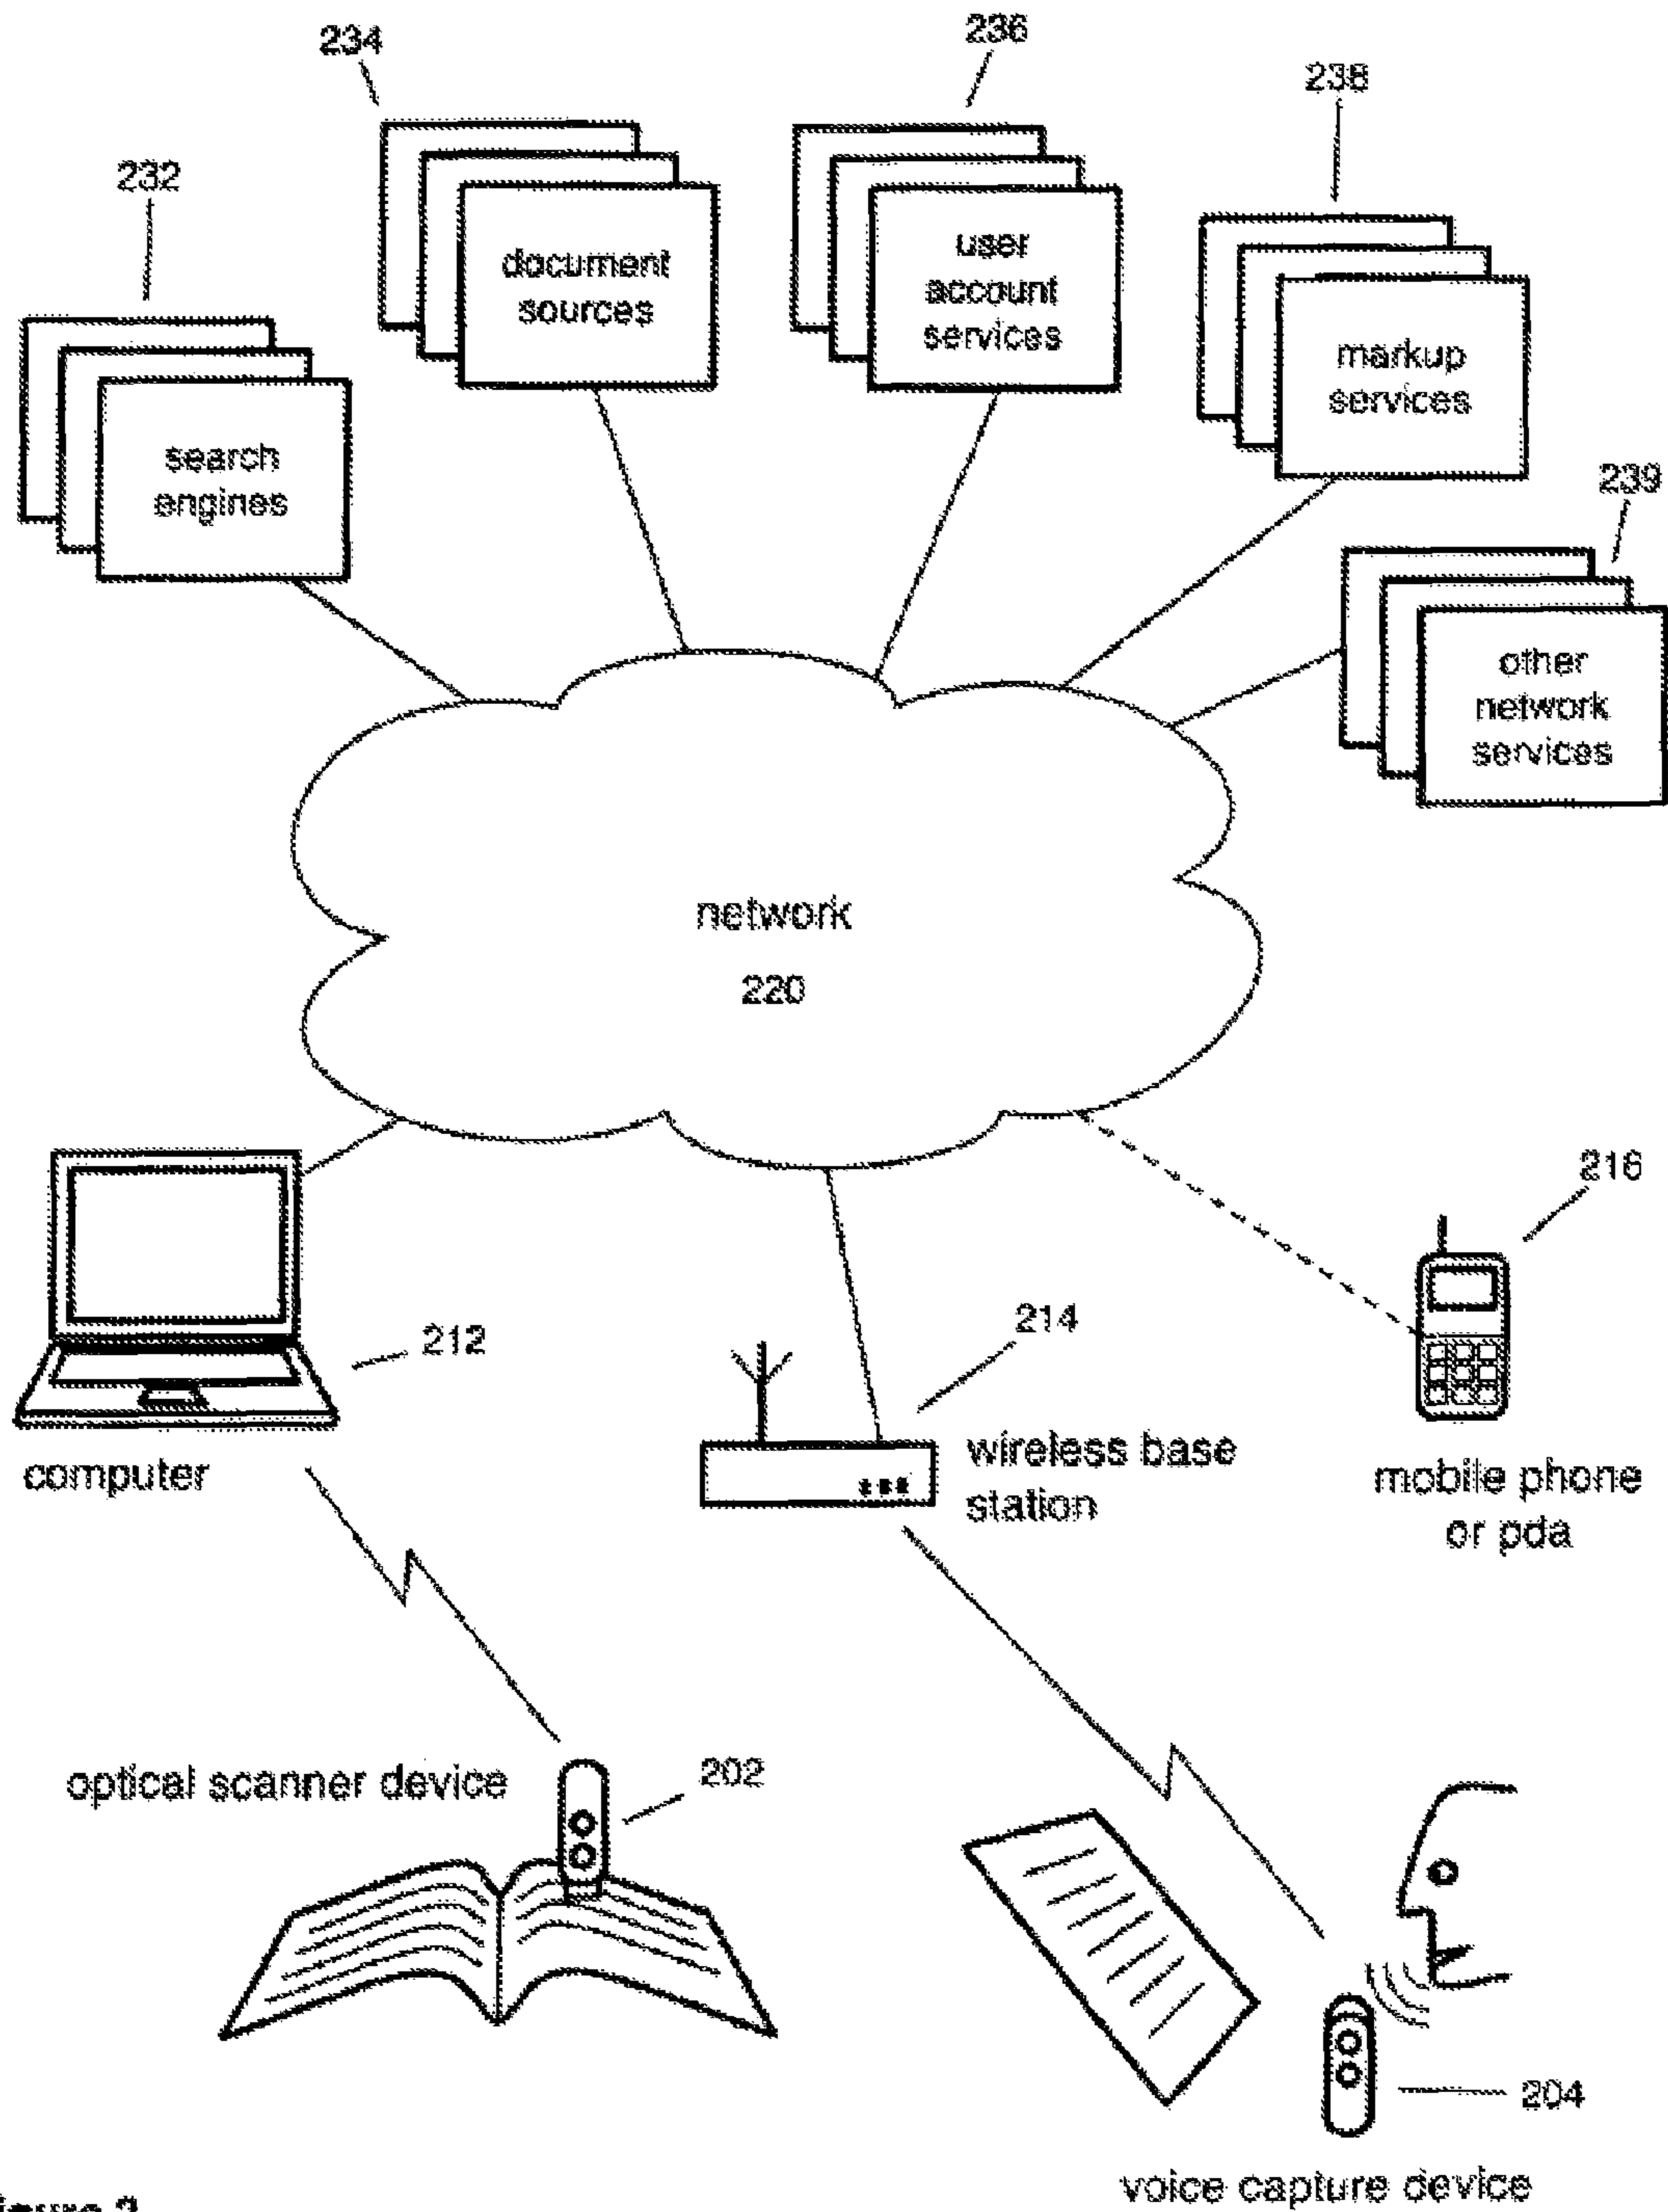 234
236
238
232
document
sources
user
account
services
markup
services
search
engines
239
other
network
services
network
220
216
214
212
computer
wireless base
station
mobile phone
or pda
optical scanner device
202
204
voice capture device